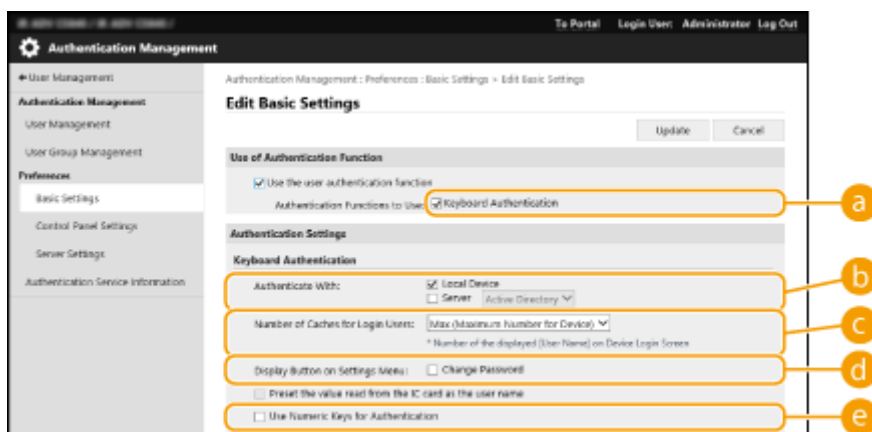 To Portal Login User: Administrator Log Out
Authentication Management
User Management
Authentication Management : Preferences : Basic Settings > Edit Basic Settings
Authentication Management
Edit Basic Settings
User Management
Update Cancel
User Group Management
Use of Authentication Function
Preferences
Use the user authentication function
Basic Settings
Authentication Functions to Use: Keyboard Authentication
a
Control Panel Settings
Authentication Settings
Server Settings
Keyboard Authentication
Authentication Service Information
Authenticate With: Local Device
Server Active Directory
b
Number of Caches for Login Users: Max (Maximum Number for Device)
c
* Number of the displayed [User Name] on Device Login Screen
Display Button on Settings Menu: Change Password
d
Preset the value read from the IC card as the user name
Use Numeric Keys for Authentication
e